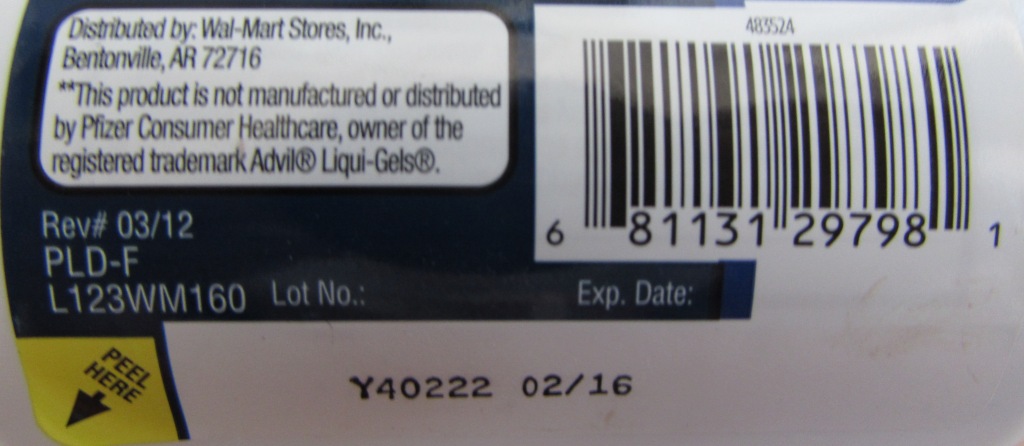 Distributed by: Wal-Mart Stores, Inc.,
Bentonville, AR 72716
**This product is not manufactured or distributed
by Pfizer Consumer Healthcare, owner of the
registered trademark Advil® Liqui-Gels®.
483524
6 81131 29798 1
Rev# 03/12
PLD-F
L123WM160 Lot No.: Exp. Date:
PEEL
HERE
Y40222 02/16